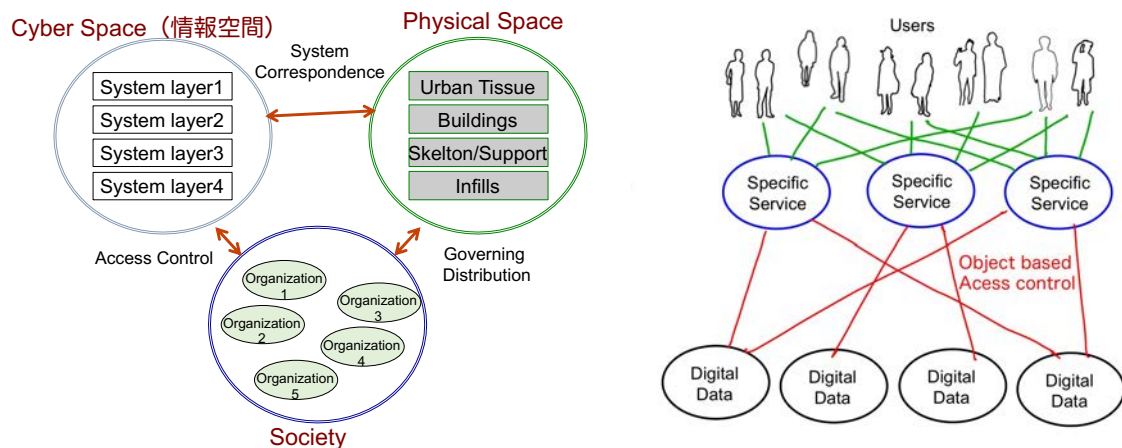 Cyber Space（情報空間）
Physical Space
System
Correspondence
System layer1
System layer2
System layer3
System layer4
Urban Tissue
Buildings
Skelton/Support
Infills
Access Control
Governing
Distribution
Organization
1
Organization
2
Organization
3
Organization
4
Organization
5
Society
Users
Specific
Service
Specific
Service
Specific
Service
Object based
Acess control
Digital
Data
Digital
Data
Digital
Data
Digital
Data